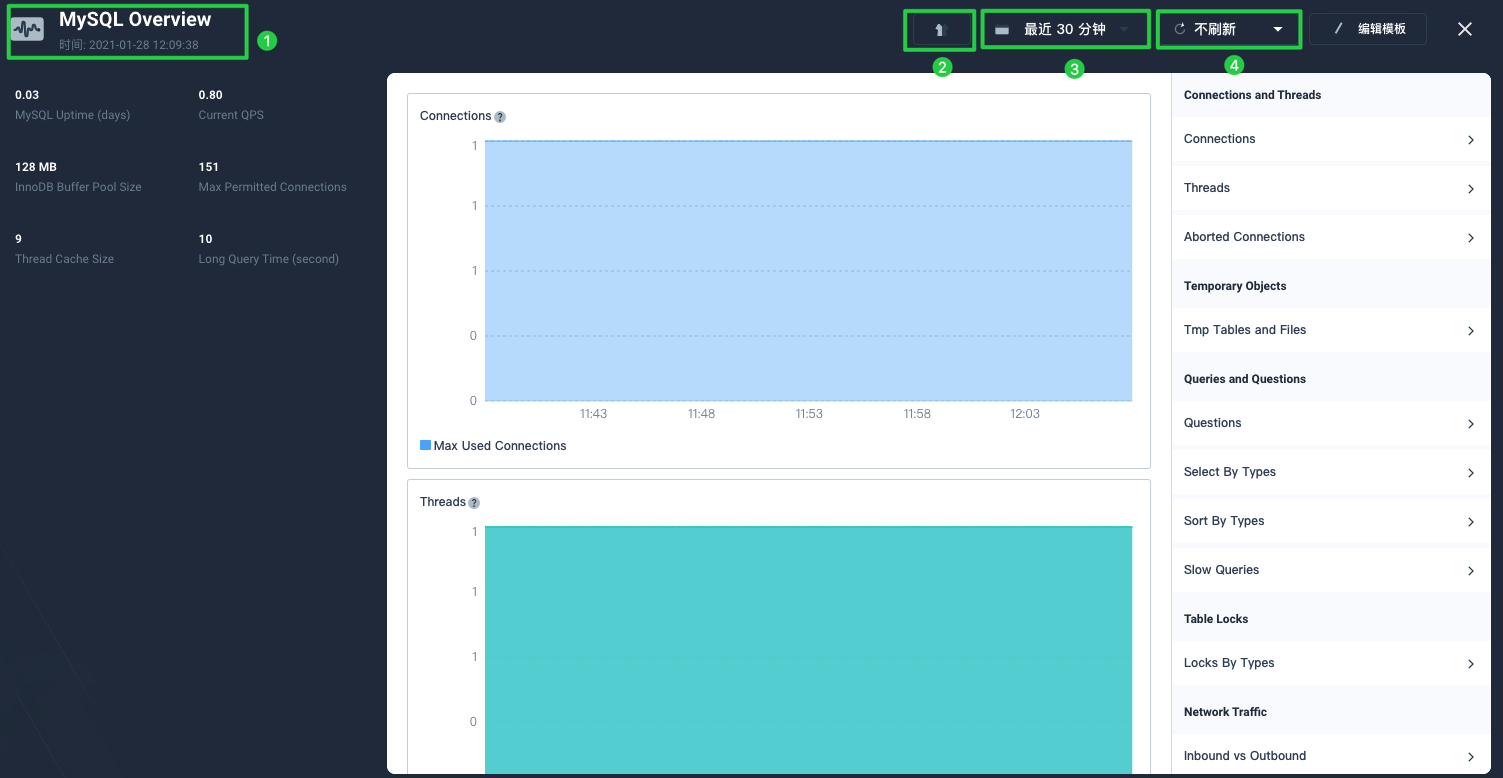 MySQL Overview
时间: 2021-01-28 12:09:38
1
2
最近 30 分钟
3
不刷新
4
编辑模板
0.03
MySQL Uptime (days)
0.80
Current QPS
128 MB
InnoDB Buffer Pool Size
151
Max Permitted Connections
9
Thread Cache Size
10
Long Query Time (second)
Connections ?
1
1
1
0
0
11:43 11:48 11:53 11:58 12:03
Max Used Connections
Threads ?
1
1
1
0
Connections and Threads
Connections
Threads
Aborted Connections
Temporary Objects
Tmp Tables and Files
Queries and Questions
Questions
Select By Types
Sort By Types
Slow Queries
Table Locks
Locks By Types
Network Traffic
Inbound vs Outbound